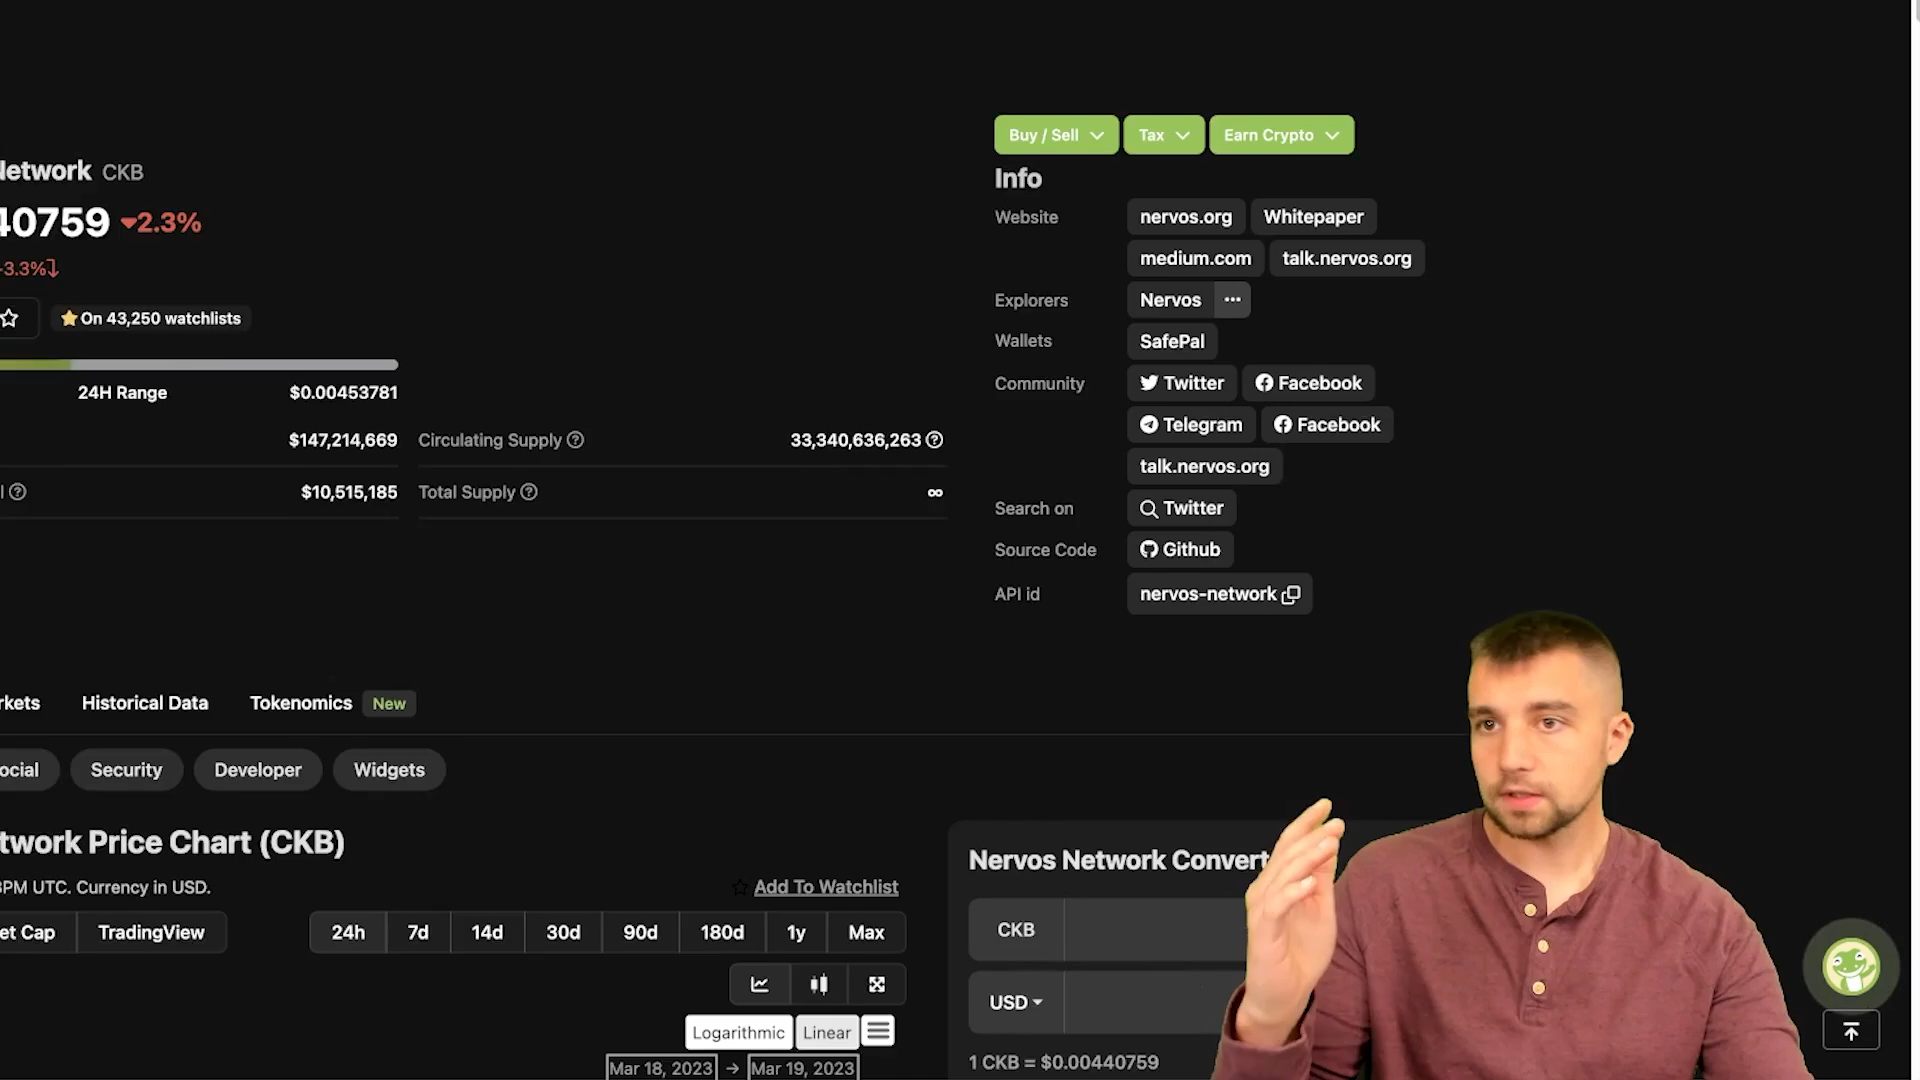 Buy / Sell Tax Earn Crypto
Network CKB
Info
40759 2.3%
Website nervos.org Whitepaper
medium.com talk.nervos.org
-3.3%
Explorers Nervos ...
On 43,250 watchlists
Wallets SafePal
Community Twitter Facebook
24H Range $0.00453781
Telegram Facebook
$147,214,669 Circulating Supply 33,340,636,263
talk.nervos.org
$10,515,185 Total Supply ∞
Search on Twitter
Source Code Github
API id nervos-network
rkets Historical Data Tokenomics New
ocial Security Developer Widgets
twork Price Chart (CKB)
Nervos Network Convert
PM UTC. Currency in USD. Add To Watchlist
et Cap TradingView 24h 7d 14d 30d 90d 180d 1y Max
CKB
USD
Logarithmic Linear
1 CKB = $0.00440759
Mar 18, 2023 → Mar 19, 2023